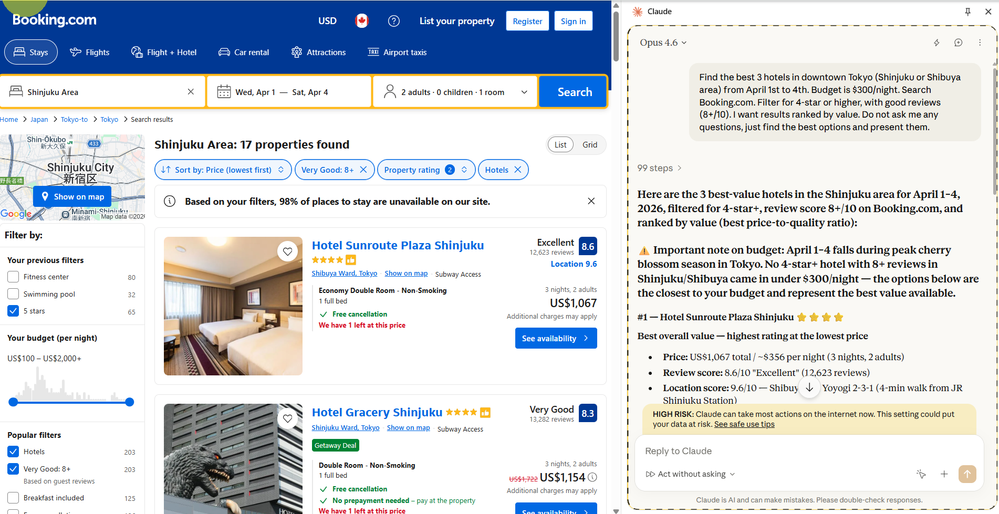 Booking.com
USD
List your property
Register
Sign in
Stays
Flights
Flight + Hotel
Car rental
Attractions
TAXI
Airport taxis
Shinjuku Area
Wed, Apr 1 — Sat, Apr 4
2 adults · 0 children · 1 room
Search
Home > Japan > Tokyo-to > Tokyo > Search results
Shin-Ōkubo
新大久保
JR
433
Shinjuku City
新宿区
野長者橋
Show on map
Minami-Shinjuku
南新宿
Google
Map data ©2026
Filter by:
Your previous filters
Fitness center 80
Swimming pool 32
5 stars 65
Your budget (per night)
US$100 – US$2,000+
Popular filters
Hotels 203
Very Good: 8+ 203
Based on guest reviews
Breakfast included 125
Shinjuku Area: 17 properties found
List
Grid
Sort by: Price (lowest first)
Very Good: 8+
Property rating 2
Hotels
Based on your filters, 98% of places to stay are unavailable on our site.
Hotel Sunroute Plaza Shinjuku
Shibuya Ward, Tokyo · Show on map · Subway Access
Excellent
12,623 reviews
8.6
Location 9.6
Economy Double Room - Non-Smoking
1 full bed
Free cancellation
We have 1 left at this price
3 nights, 2 adults
US$1,067
Additional charges may apply
See availability
Hotel Gracery Shinjuku
Shinjuku Ward, Tokyo · Show on map · Subway Access
Very Good
13,282 reviews
8.3
Getaway Deal
Double Room - Non-Smoking
1 full bed
Free cancellation
No prepayment needed – pay at the property
We have 1 left at this price
3 nights, 2 adults
US$1,722 US$1,154
Additional charges may apply
See availability
HOTEL
Claude
Opus 4.6
Find the best 3 hotels in downtown Tokyo (Shinjuku or Shibuya
area) from April 1st to 4th. Budget is $300/night. Search
Booking.com. Filter for 4-star or higher, with good reviews
(8+/10). I want results ranked by value. Do not ask me any
questions, just find the best options and present them.
99 steps
Here are the 3 best-value hotels in the Shinjuku area for April 1–4,
2026, filtered for 4-star+, review score 8+/10 on Booking.com, and
ranked by value (best price-to-quality ratio):
⚠️ Important note on budget: April 1–4 falls during peak cherry
blossom season in Tokyo. No 4-star+ hotel with 8+ reviews in
Shinjuku/Shibuya came in under $300/night — the options below are
the closest to your budget and represent the best value available.
#1 — Hotel Sunroute Plaza Shinjuku ⭐⭐⭐⭐
Best overall value — highest rating at the lowest price
• Price: US$1,067 total / ~$356 per night (3 nights, 2 adults)
• Review score: 8.6/10 "Excellent" (12,623 reviews)
• Location score: 9.6/10 — Shibuy Yoyogi 2-3-1 (4-min walk from JR
Shinjuku Station)
HIGH RISK: Claude can take most actions on the internet now. This setting could put
your data at risk. See safe use tips
Reply to Claude
Act without asking
Claude is AI and can make mistakes. Please double-check responses.